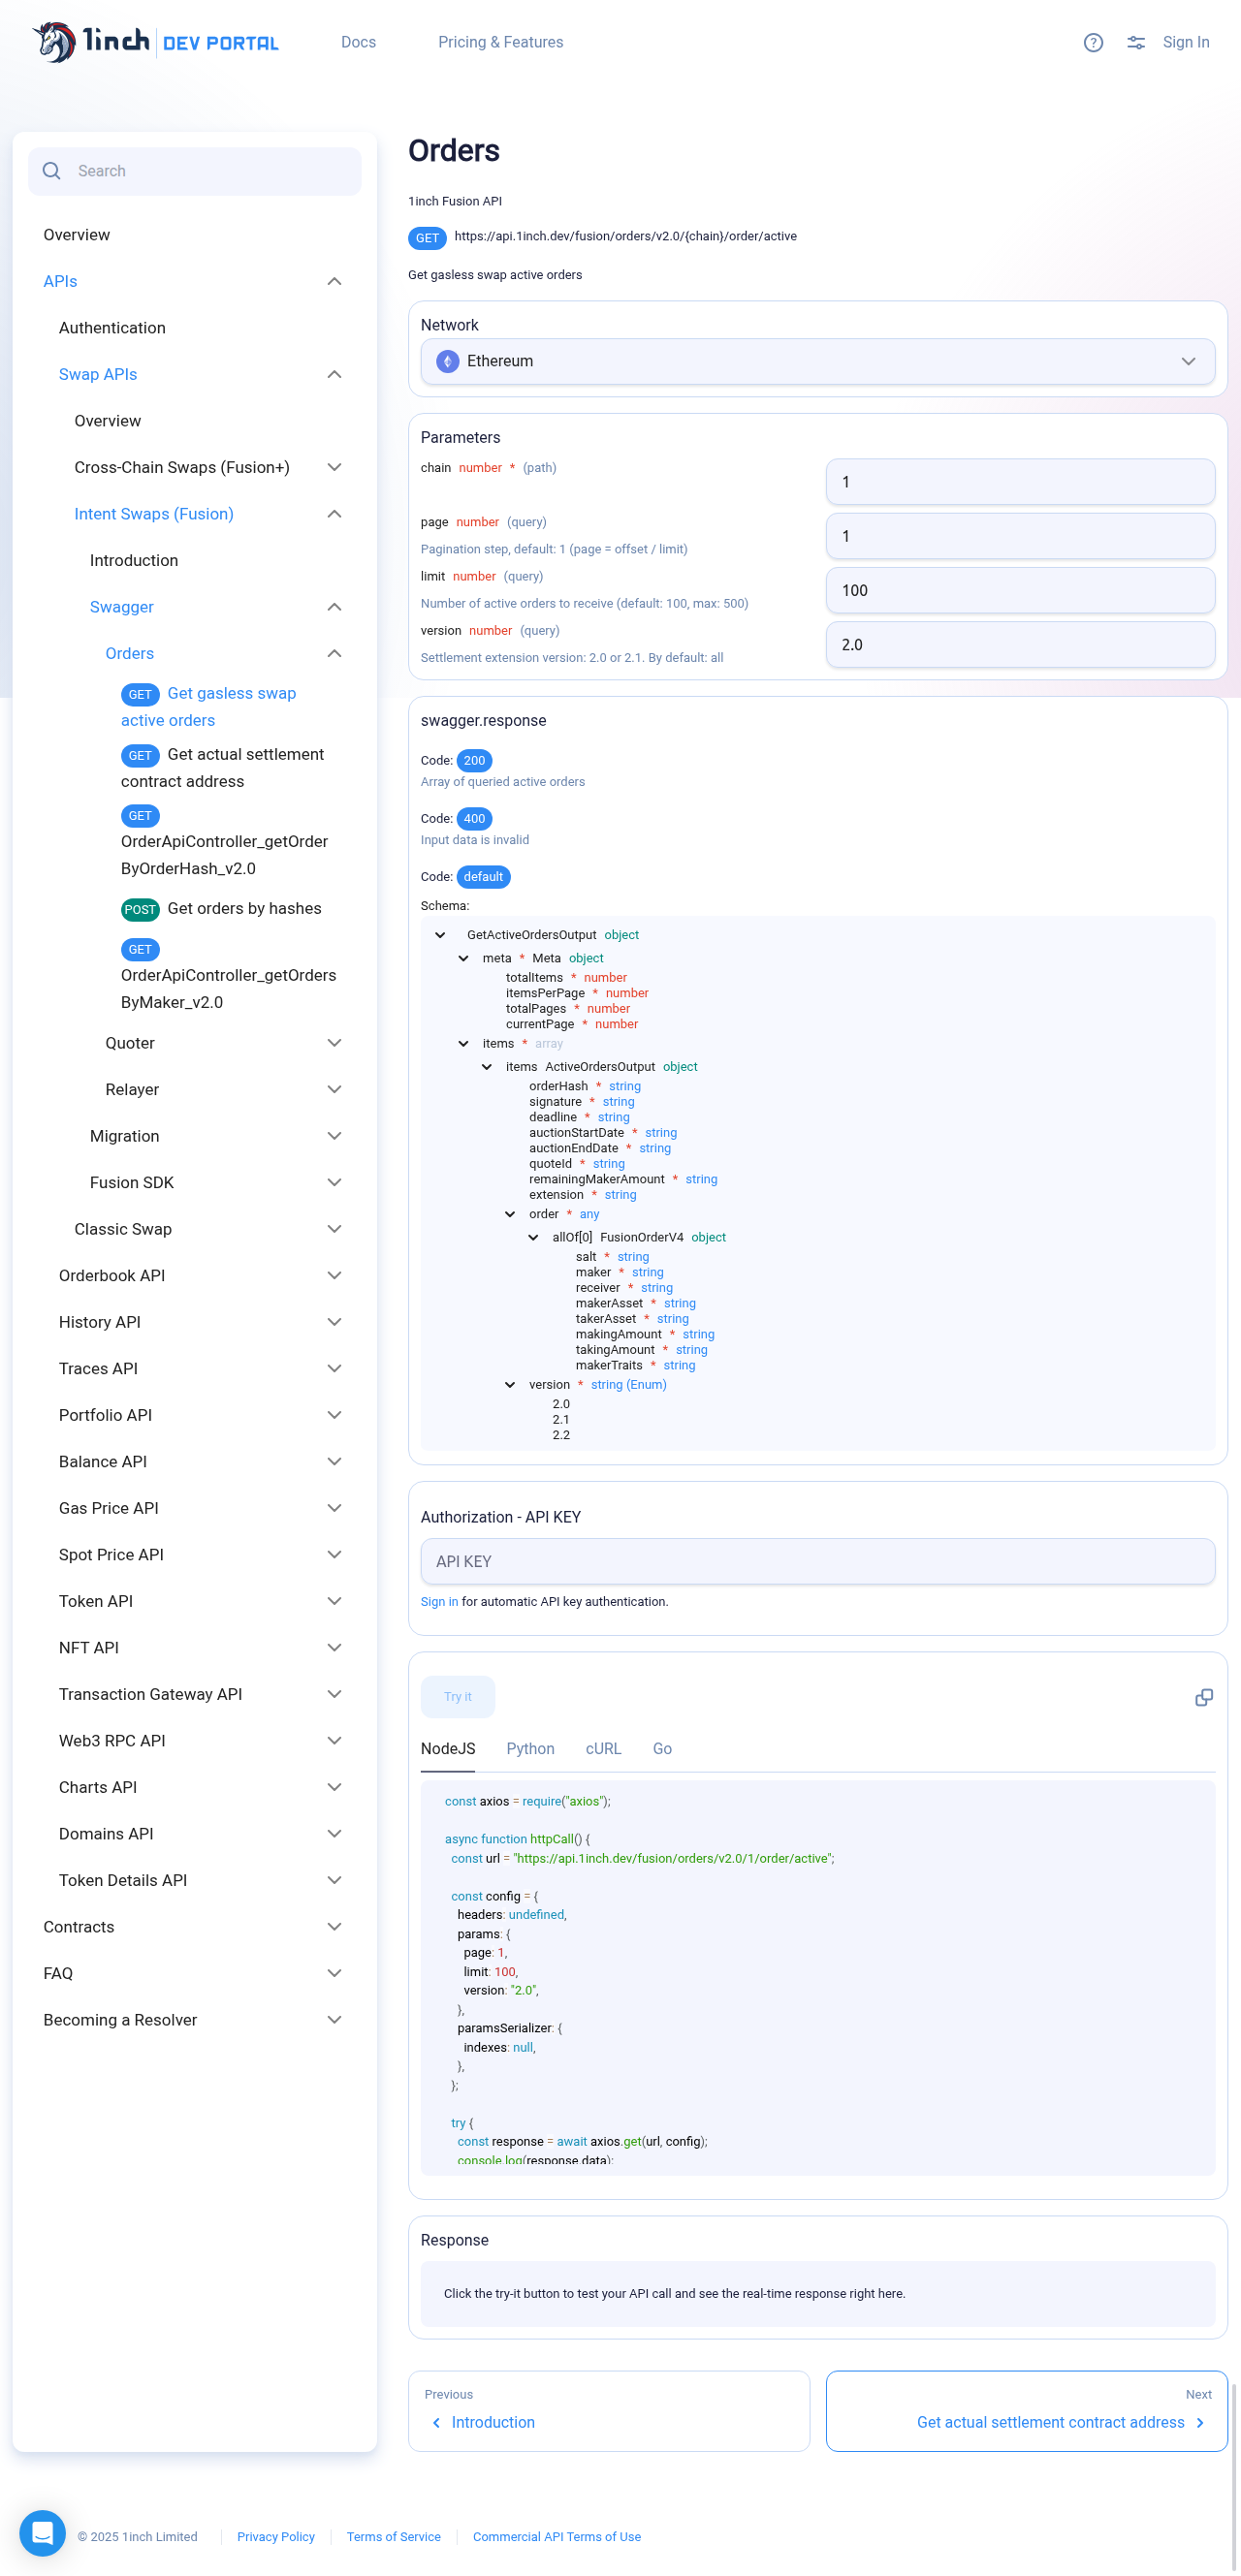 1inch DEV PORTAL
Docs
Pricing & Features
Sign In
Search
Overview
APIs
Authentication
Swap APIs
Overview
Cross-Chain Swaps (Fusion+)
Intent Swaps (Fusion)
Introduction
Swagger
Orders
GET Get gasless swap
active orders
GET Get actual settlement
contract address
GET
OrderApiController_getOrder
ByOrderHash_v2.0
POST Get orders by hashes
GET
OrderApiController_getOrders
ByMaker_v2.0
Quoter
Relayer
Migration
Fusion SDK
Classic Swap
Orderbook API
History API
Traces API
Portfolio API
Balance API
Gas Price API
Spot Price API
Token API
NFT API
Transaction Gateway API
Web3 RPC API
Charts API
Domains API
Token Details API
Contracts
FAQ
Becoming a Resolver
Orders
1inch Fusion API
GET https://api.1inch.dev/fusion/orders/v2.0/{chain}/order/active
Get gasless swap active orders
Network
Ethereum
Parameters
chain number * (path)
1
page number (query)
Pagination step, default: 1 (page = offset / limit)
1
limit number (query)
Number of active orders to receive (default: 100, max: 500)
100
version number (query)
Settlement extension version: 2.0 or 2.1. By default: all
2.0
swagger.response
Code: 200
Array of queried active orders
Code: 400
Input data is invalid
Code: default
Schema:
GetActiveOrdersOutput object
meta * Meta object
totalItems * number
itemsPerPage * number
totalPages * number
currentPage * number
items * array
items ActiveOrdersOutput object
orderHash * string
signature * string
deadline * string
auctionStartDate * string
auctionEndDate * string
quoteId * string
remainingMakerAmount * string
extension * string
order * any
allOf[0] FusionOrderV4 object
salt * string
maker * string
receiver * string
makerAsset * string
takerAsset * string
makingAmount * string
takingAmount * string
makerTraits * string
version * string (Enum)
2.0
2.1
2.2
Authorization - API KEY
API KEY
Sign in for automatic API key authentication.
Try it
NodeJS Python cURL Go
const axios = require("axios");
async function httpCall() {
const url = "https://api.1inch.dev/fusion/orders/v2.0/1/order/active";
const config = {
headers: undefined,
params: {
page: 1,
limit: 100,
version: "2.0",
},
paramsSerializer: {
indexes: null,
},
};
try {
const response = await axios.get(url, config);
console.log(response.data);
Response
Click the try-it button to test your API call and see the real-time response right here.
Previous
Introduction
Next
Get actual settlement contract address
© 2025 1inch Limited
Privacy Policy
Terms of Service
Commercial API Terms of Use